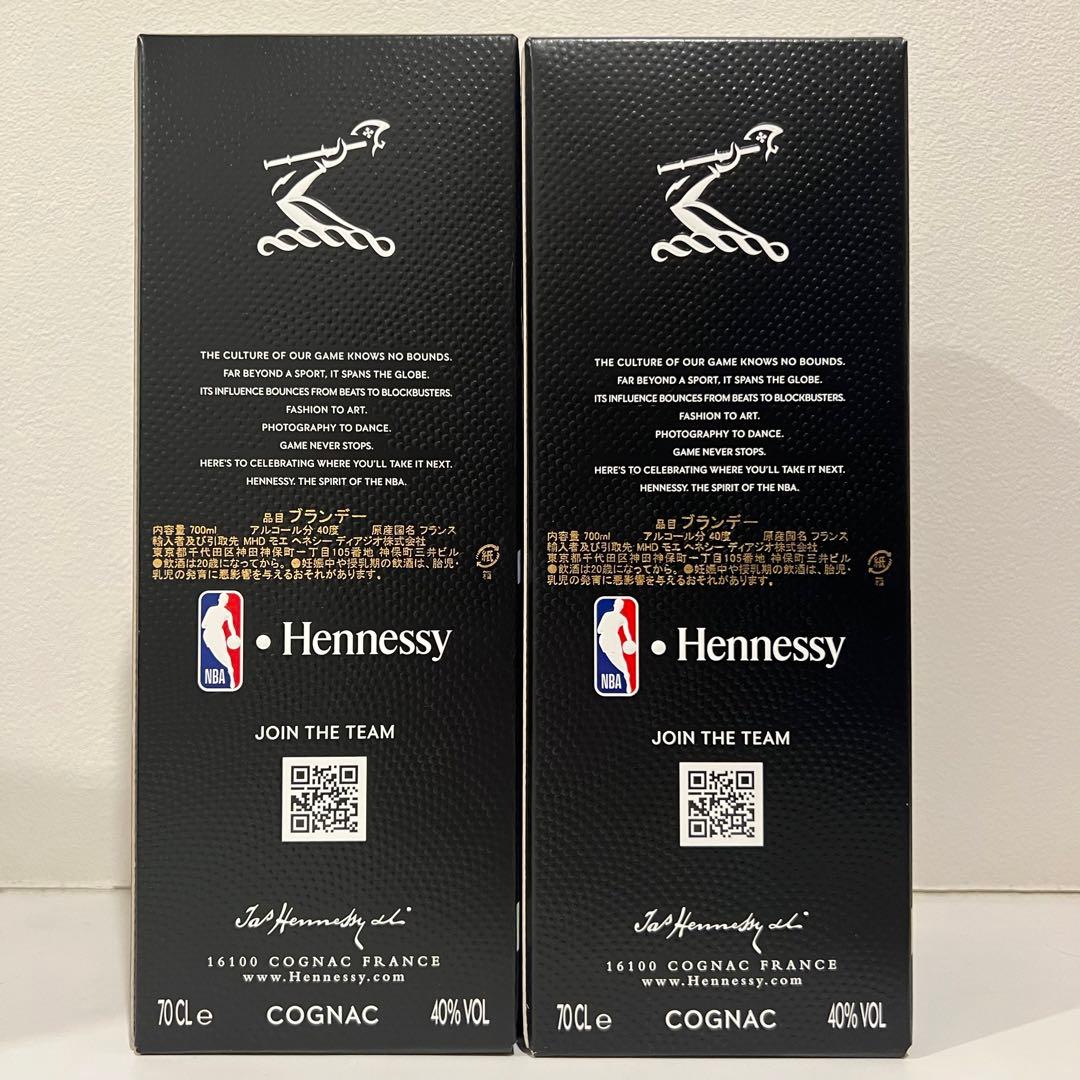 THE CULTURE OF OUR GAME KNOWS NO BOUNDS.
FAR BEYOND A SPORT, IT SPANS THE GLOBE.
ITS INFLUENCE BOUNCES FROM BEATS TO BLOCKBUSTERS.
FASHION TO ART.
PHOTOGRAPHY TO DANCE.
GAME NEVER STOPS.
HERE'S TO CELEBRATING WHERE YOU'LL TAKE IT NEXT.
HENNESSY. THE SPIRIT OF THE NBA.
品目 ブランデー
内容量 700ml アルコール分 40度 原産国名 フランス
輸入者及び引取先 MHD モエ ヘネシー ディアジオ株式会社
東京都千代田区神田神保町一丁目105番地 神保町三井ビル
●飲酒は20歳になってから。●妊娠中や授乳期の飲酒は、胎児・
乳児の発育に悪影響を与えるおそれがあります。
紙
箱
NBA • Hennessy
JOIN THE TEAM
Jas Hennessy
16100 COGNAC FRANCE
www.Hennessy.com
70 CL e COGNAC 40% VOL
THE CULTURE OF OUR GAME KNOWS NO BOUNDS.
FAR BEYOND A SPORT, IT SPANS THE GLOBE.
ITS INFLUENCE BOUNCES FROM BEATS TO BLOCKBUSTERS.
FASHION TO ART.
PHOTOGRAPHY TO DANCE.
GAME NEVER STOPS.
HERE'S TO CELEBRATING WHERE YOU'LL TAKE IT NEXT.
HENNESSY. THE SPIRIT OF THE NBA.
品目 ブランデー
内容量 700ml アルコール分 40度 原産国名 フランス
輸入者及び引取先 MHD モエ ヘネシー ディアジオ株式会社
東京都千代田区神田神保町一丁目105番地 神保町三井ビル
●飲酒は20歳になってから。●妊娠中や授乳期の飲酒は、胎児・
乳児の発育に悪影響を与えるおそれがあります。
紙
箱
NBA • Hennessy
JOIN THE TEAM
Jas Hennessy
16100 COGNAC FRANCE
www.Hennessy.com
70 CL e COGNAC 40% VOL